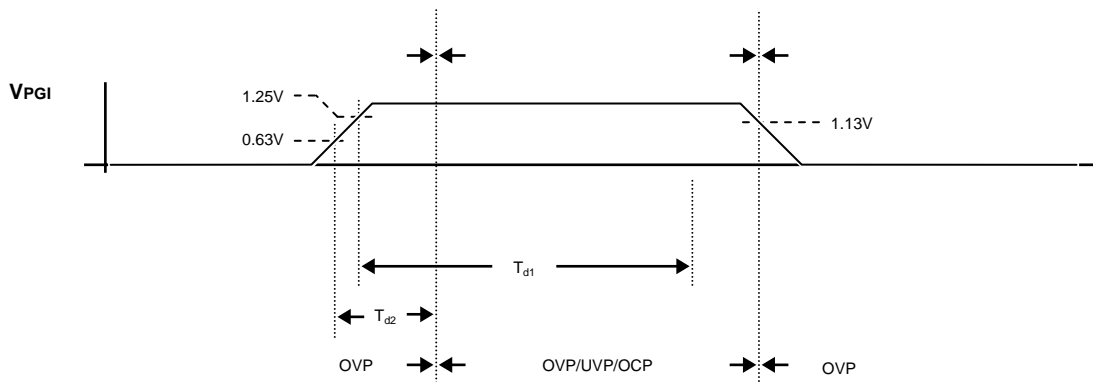 VPGI
1.25V
0.63V
1.13V
Td1
Td2
OVP
OVP/UVP/OCP
OVP